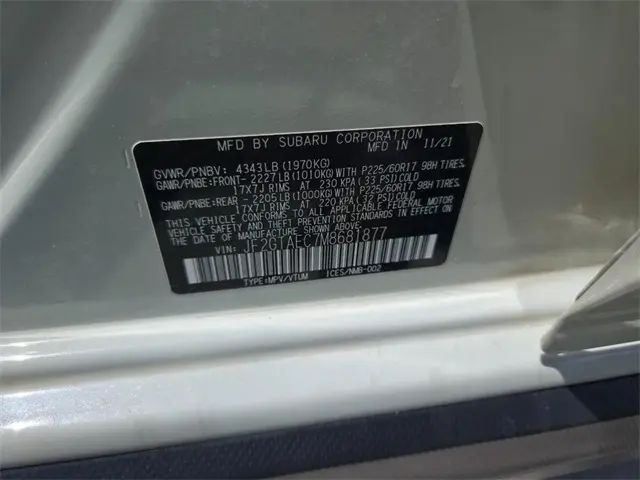 MFD BY SUBARU CORPORATION
MFD IN 11/21
GVWR/PNBV: 4343LB(1970KG)
GAWR/PNBE:FRONT- 2227LB(1010KG) WITH P225/60R17 98H TIRES.
17X7J RIMS AT 230 KPA(33 PSI)COLD
GAWR/PNBE:REAR -2205LB(1000KG) WITH P225/60R17 98H TIRES,
17X7J RIMS AT 220 KPA(32 PSI)COLD
THIS VEHICLE CONFORMS TO ALL APPLICABLE FEDERAL MOTOR
VEHICLE SAFETY, BUMPER, AND THEFT PREVENTION STANDARDS
IN EFFECT ON THE DATE OF MANUFACTURE SHOWN ABOVE.
VIN: JF2GTAEC7M8681877
TYPE:MPV/VTUM ICES/NMB-002